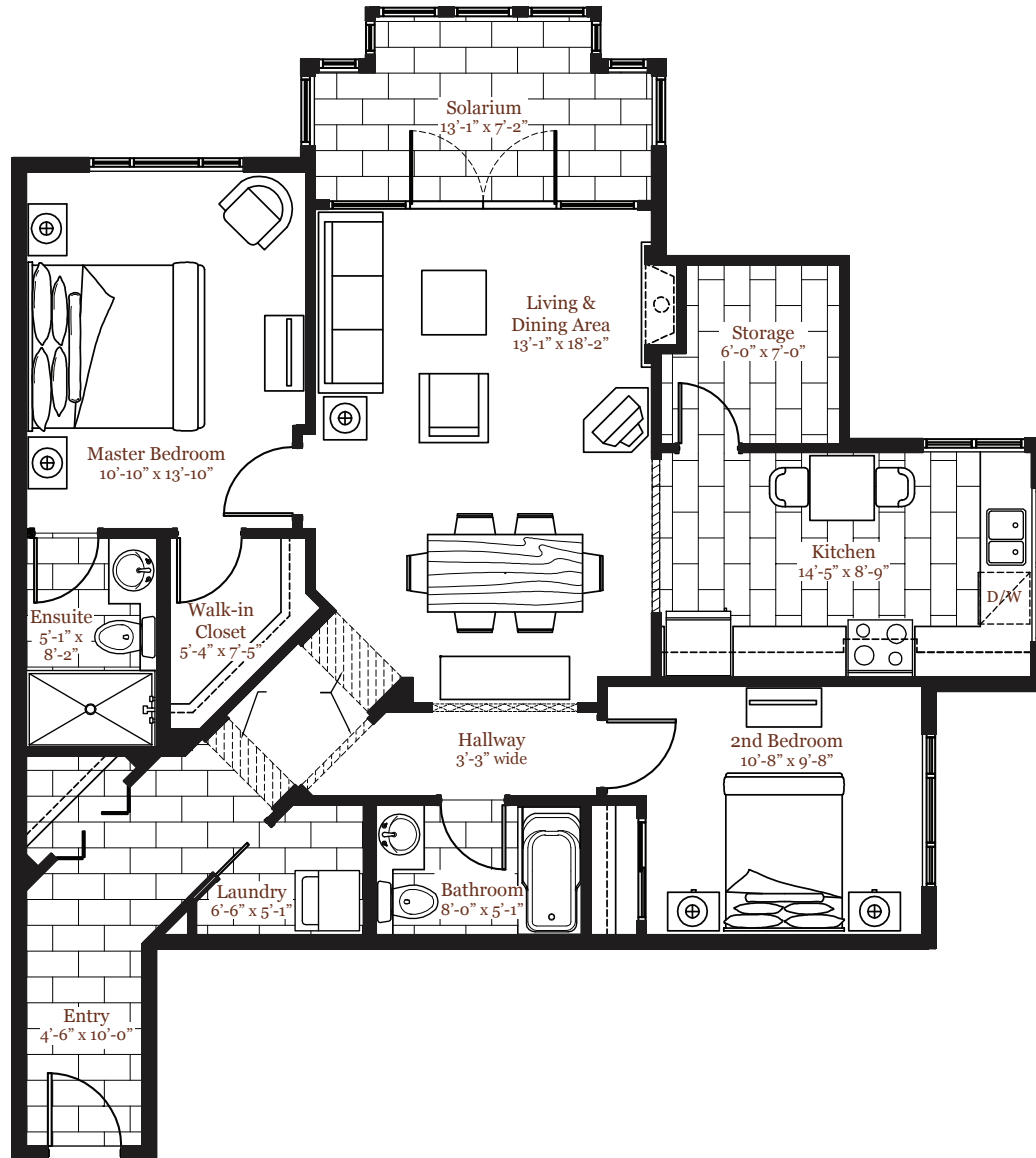 Solarium
13’-1” x 7’-2”
Living &
Dining Area
13’-1” x 18’-2”
Storage
6’-0” x 7’-0”
Master Bedroom
10’-10” x 13’-10”
Kitchen
14’-5” x 8’-9”
D/W
Ensuite
5’-1” x
8’-2”
Walk-in
Closet
5’-4” x 7’-5”
Hallway
3’-3” wide
2nd Bedroom
10’-8” x 9’-8”
Laundry
6’-6” x 5’-1”
Bathroom
8’-0” x 5’-1”
Entry
4’-6” x 10’-0”